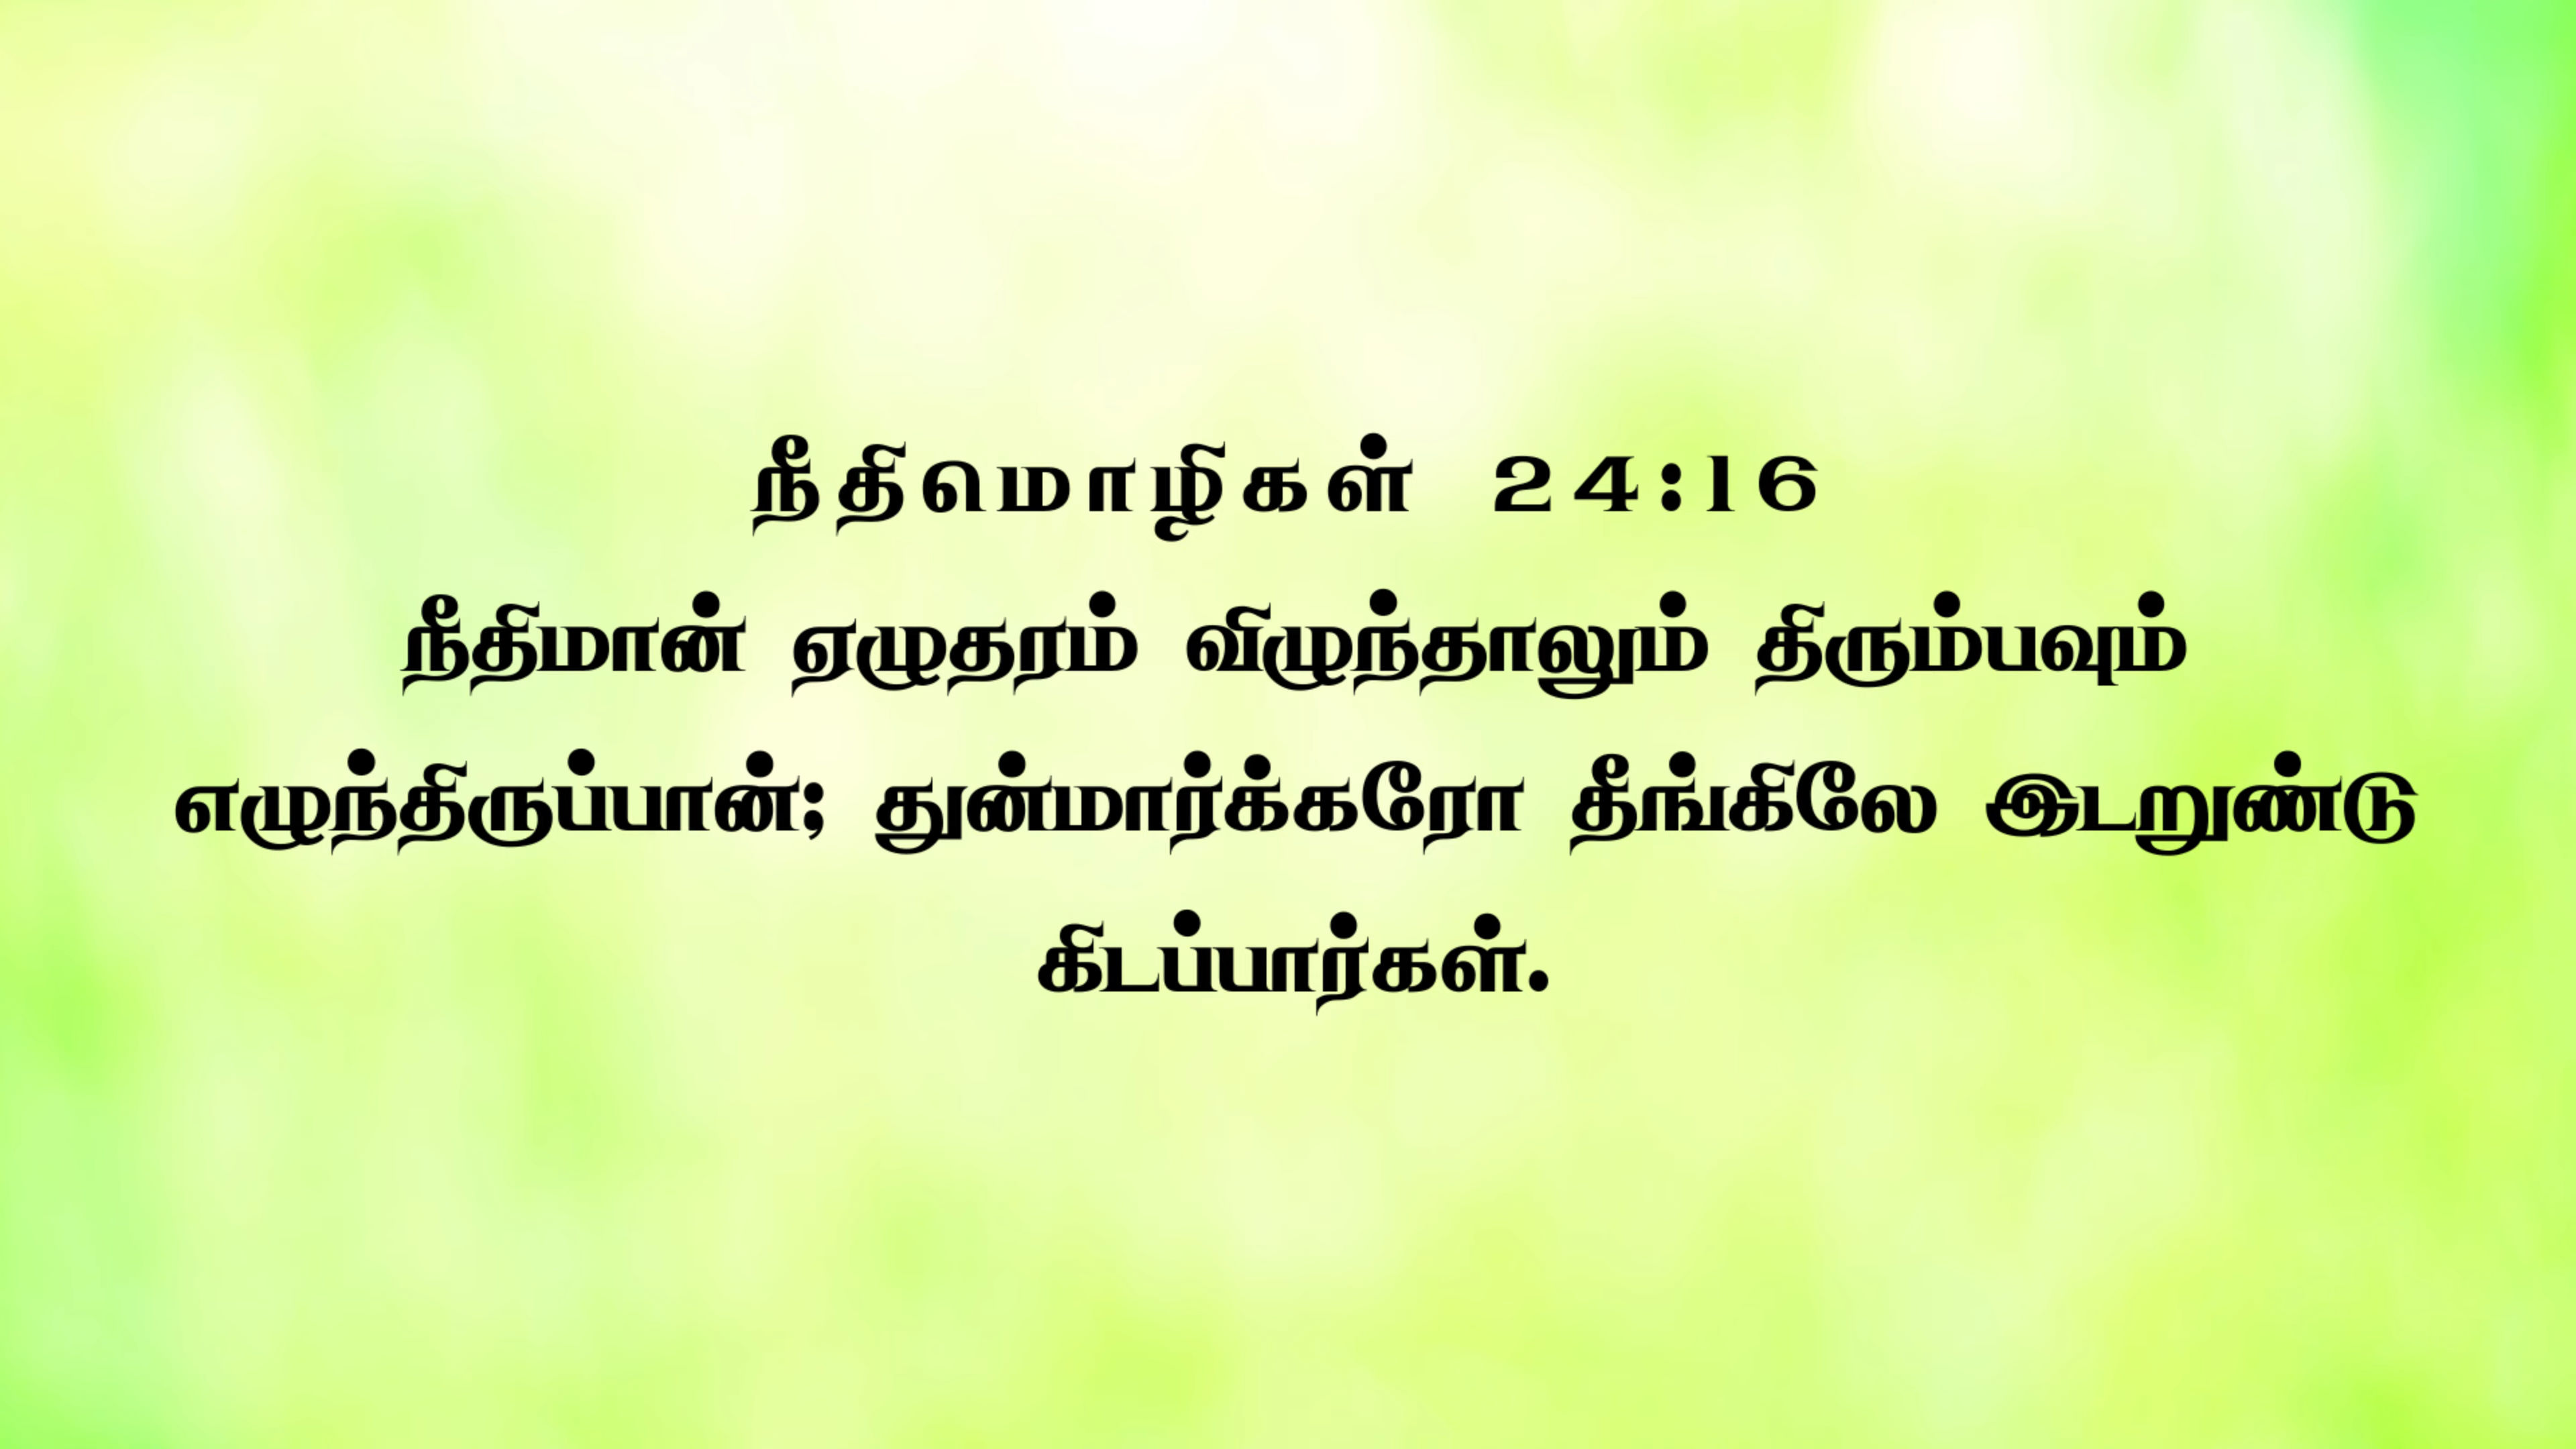 நீதிமொழிகள் 24:16
நீதிமான் ஏழுதரம் விழுந்தாலும் திரும்பவும்
எழுந்திருப்பான்; துன்மார்க்கரோ தீங்கிலே இடறுண்டு
கிடப்பார்கள்.